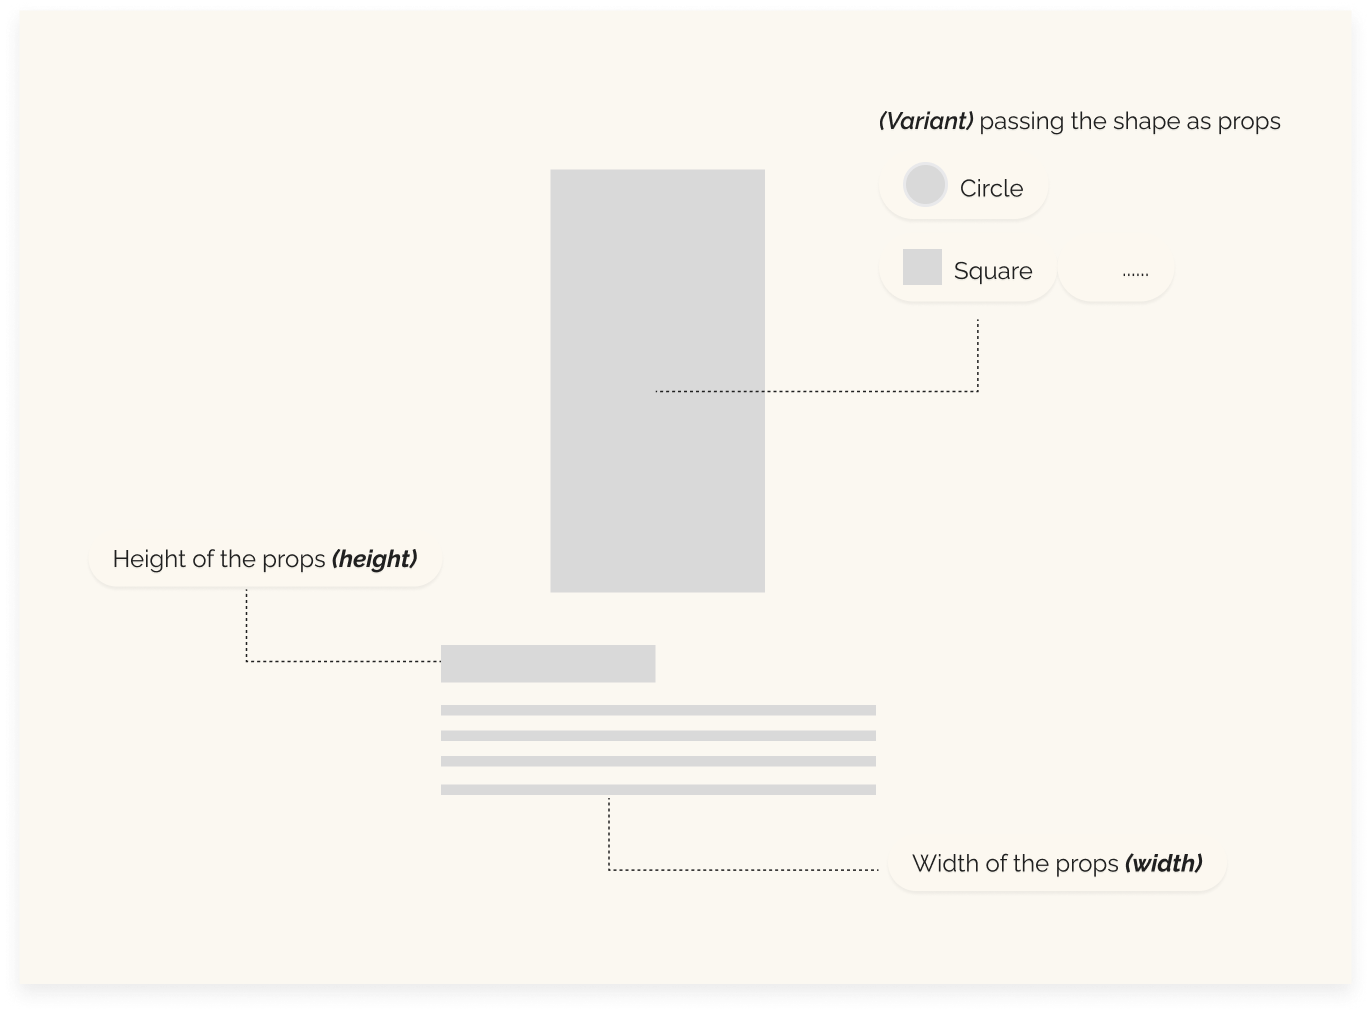 (Variant) passing the shape as props
Circle
Square
......
Height of the props (height)
Width of the props (width)